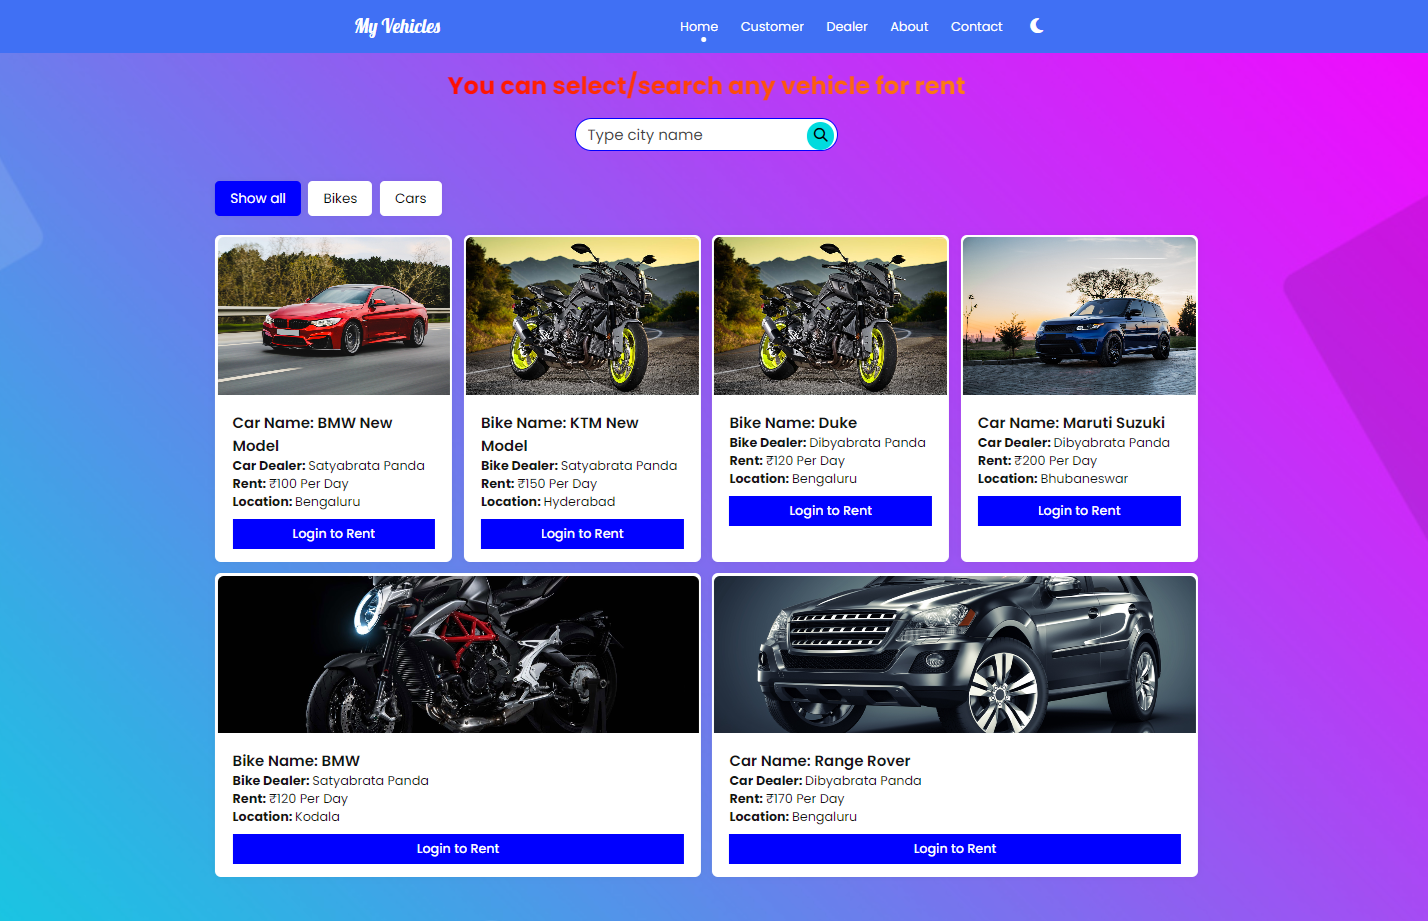 My Vehicles
Home Customer Dealer About Contact
You can select/search any vehicle for rent
Type city name
Show all Bikes Cars
Car Name: BMW New
Model
Car Dealer: Satyabrata Panda
Rent: ₹100 Per Day
Location: Bengaluru
Login to Rent
Bike Name: KTM New
Model
Bike Dealer: Satyabrata Panda
Rent: ₹150 Per Day
Location: Hyderabad
Login to Rent
Bike Name: Duke
Bike Dealer: Dibyabrata Panda
Rent: ₹120 Per Day
Location: Bengaluru
Login to Rent
Car Name: Maruti Suzuki
Car Dealer: Dibyabrata Panda
Rent: ₹200 Per Day
Location: Bhubaneswar
Login to Rent
Bike Name: BMW
Bike Dealer: Satyabrata Panda
Rent: ₹120 Per Day
Location: Kodala
Login to Rent
Car Name: Range Rover
Car Dealer: Dibyabrata Panda
Rent: ₹170 Per Day
Location: Bengaluru
Login to Rent